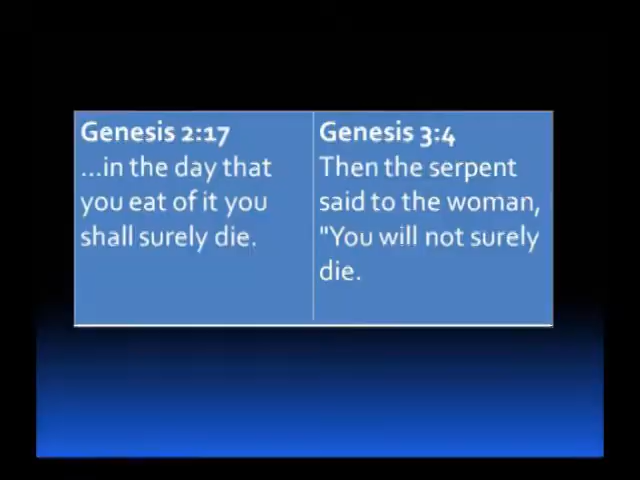 Genesis 2:17
...in the day that
you eat of it you
shall surely die.
Genesis 3:4
Then the serpent
said to the woman,
"You will not surely
die.